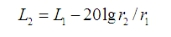 L₂ = L₁ − 20lg r₂ / r₁